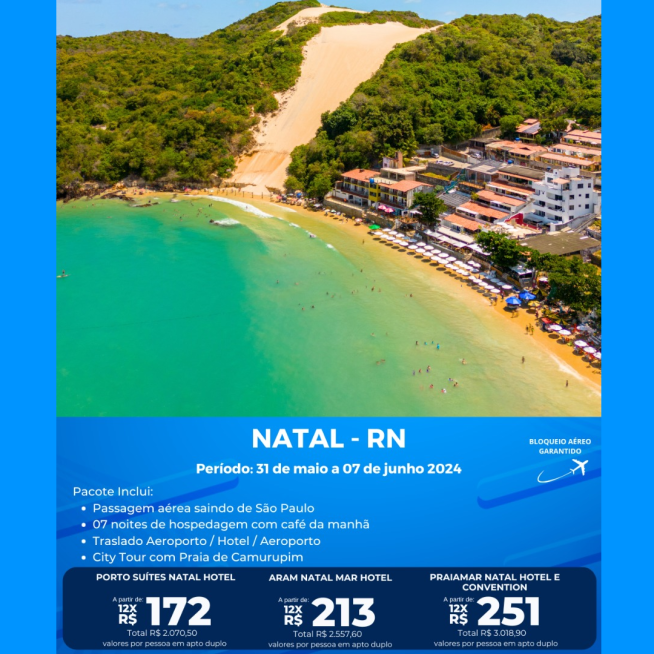 NATAL - RN
BLOQUEIO AÉREO
GARANTIDO
Período: 31 de maio a 07 de junho 2024
Pacote Inclui:
• Passagem aérea saindo de São Paulo
• 07 noites de hospedagem com café da manhã
• Traslado Aeroporto / Hotel / Aeroporto
• City Tour com Praia de Camurupim
PORTO SUÍTES NATAL HOTEL
A partir de:
12X
R$ 172
Total R$ 2.070,50
valores por pessoa em apto duplo
ARAM NATAL MAR HOTEL
A partir de:
12X
R$ 213
Total R$ 2.557,60
valores por pessoa em apto duplo
PRAIAMAR NATAL HOTEL E
CONVENTION
A partir de:
12X
R$ 251
Total R$ 3.018,90
valores por pessoa em apto duplo